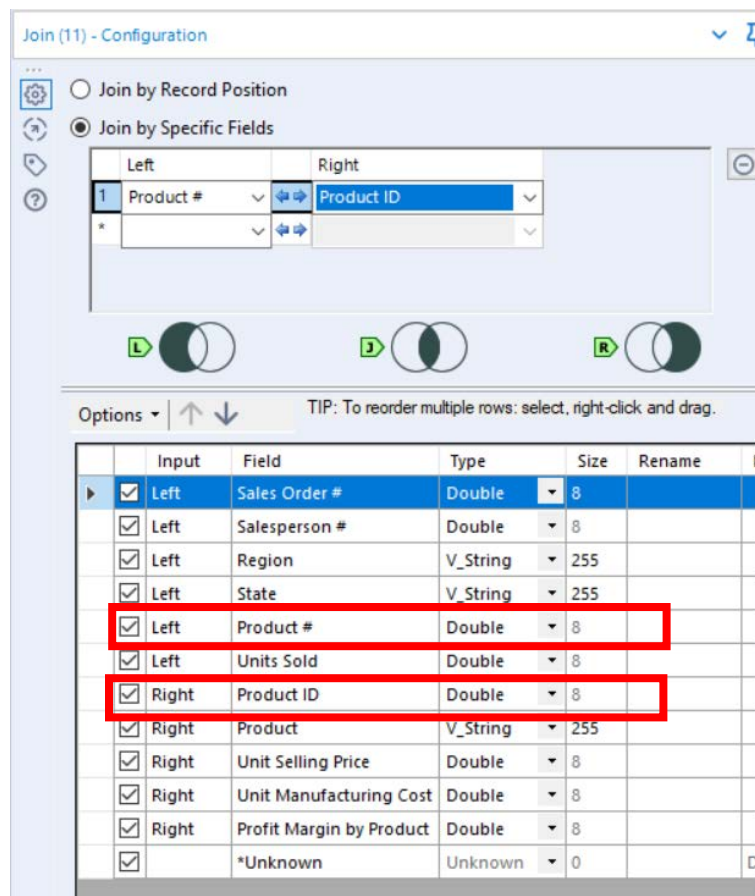 Join (11) - Configuration
Join by Record Position
Join by Specific Fields
Left Right
1 Product # Product ID
*
L J R
Options TIP: To reorder multiple rows: select, right-click and drag.
Input Field Type Size Rename
Left Sales Order # Double 8
Left Salesperson # Double 8
Left Region V_String 255
Left State V_String 255
Left Product # Double 8
Left Units Sold Double 8
Right Product ID Double 8
Right Product V_String 255
Right Unit Selling Price Double 8
Right Unit Manufacturing Cost Double 8
Right Profit Margin by Product Double 8
*Unknown Unknown 0